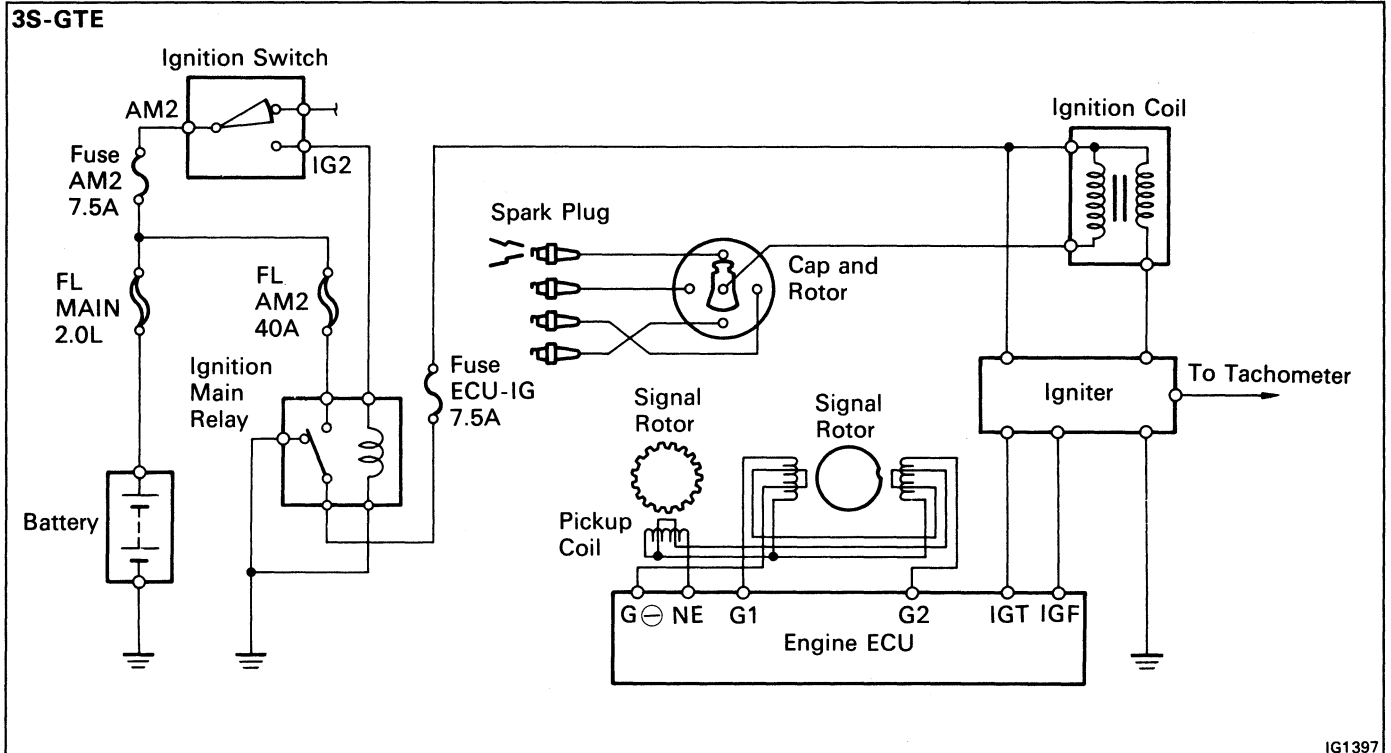 3S-GTE
Ignition Switch
AM2
IG2
Fuse
AM2
7.5A
FL
MAIN
2.0L
FL
AM2
40A
Ignition
Main
Relay
Battery
Fuse
ECU-IG
7.5A
Spark Plug
Cap and
Rotor
Ignition Coil
Igniter
To Tachometer
Signal
Rotor
Signal
Rotor
Pickup
Coil
G⊖ NE G1 G2 IGT IGF
Engine ECU
IG1397